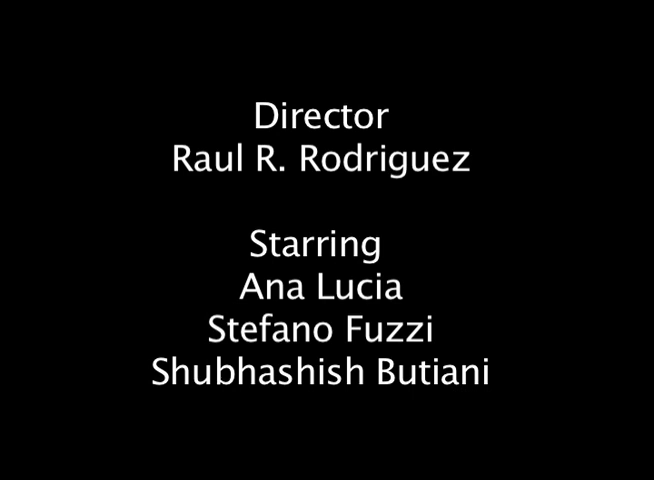 Director
Raul R. Rodriguez
Starring
Ana Lucia
Stefano Fuzzi
Shubhashish Butiani